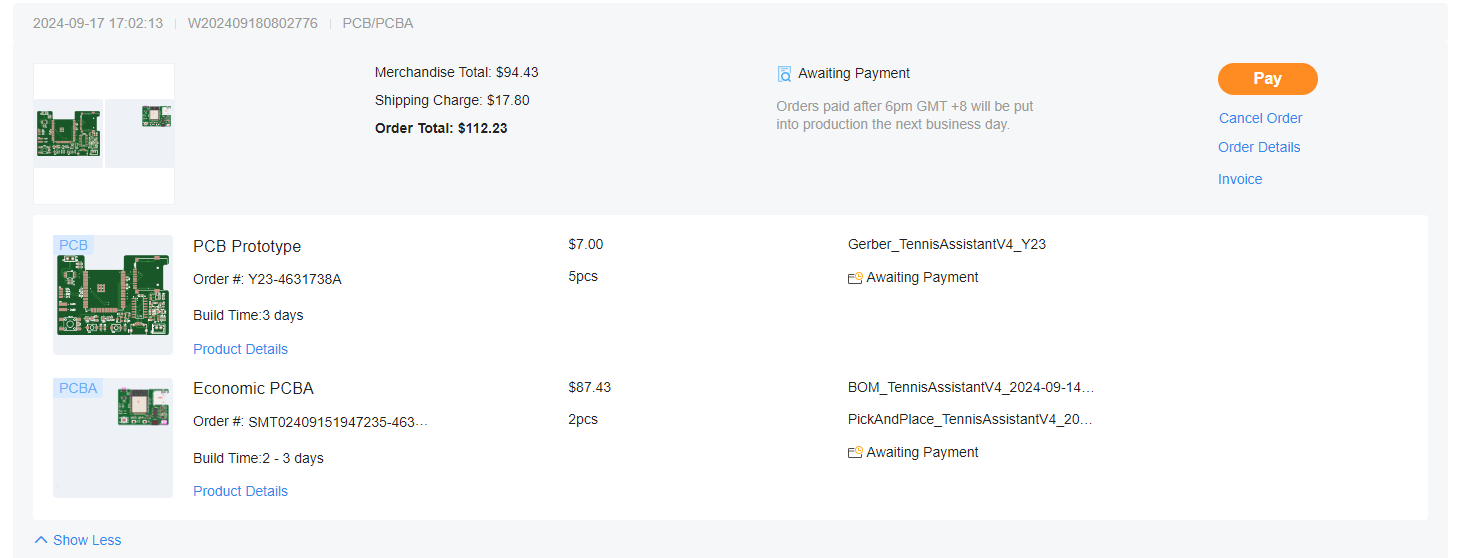 2024-09-17 17:02:13 | W202409180802776 | PCB/PCBA
Merchandise Total: $94.43
Shipping Charge: $17.80
Order Total: $112.23
Awaiting Payment
Orders paid after 6pm GMT +8 will be put
into production the next business day.
Pay
Cancel Order
Order Details
Invoice
PCB
PCB Prototype
Order #: Y23-4631738A
Build Time:3 days
Product Details
$7.00
5pcs
Gerber_TennisAssistantV4_Y23
Awaiting Payment
PCBA
Economic PCBA
Order #: SMT02409151947235-463...
Build Time:2 - 3 days
Product Details
$87.43
2pcs
BOM_TennisAssistantV4_2024-09-14...
PickAndPlace_TennisAssistantV4_20...
Awaiting Payment
Show Less